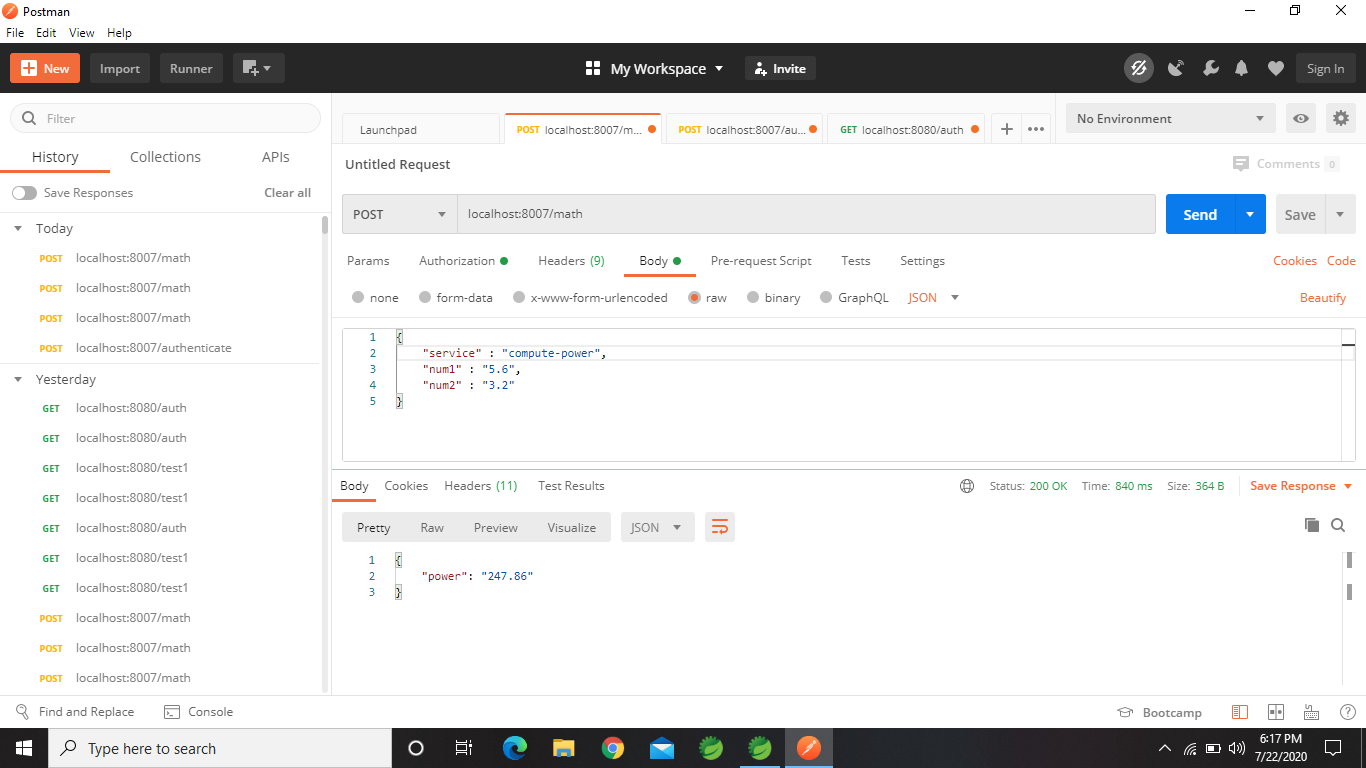 Postman
File Edit View Help
New Import Runner My Workspace Invite Sign In
Filter
History Collections APIs
Save Responses Clear all
Today
POST localhost:8007/math
POST localhost:8007/math
POST localhost:8007/math
POST localhost:8007/authenticate
Yesterday
GET localhost:8080/auth
GET localhost:8080/auth
GET localhost:8080/test1
GET localhost:8080/test1
GET localhost:8080/auth
GET localhost:8080/test1
GET localhost:8080/test1
POST localhost:8007/math
POST localhost:8007/math
POST localhost:8007/math
Launchpad POST localhost:8007/m... POST localhost:8007/au... GET localhost:8080/auth No Environment
Untitled Request Comments 0
POST localhost:8007/math Send Save
Params Authorization Headers (9) Body Pre-request Script Tests Settings Cookies Code
none form-data x-www-form-urlencoded raw binary GraphQL JSON Beautify
1 {
2 "service" : "compute-power",
3 "num1" : "5.6",
4 "num2" : "3.2"
5 }
Body Cookies Headers (11) Test Results Status: 200 OK Time: 840 ms Size: 364 B Save Response
Pretty Raw Preview Visualize JSON
1 {
2 "power": "247.86"
3 }
Find and Replace Console Bootcamp
Type here to search 6:17 PM
7/22/2020